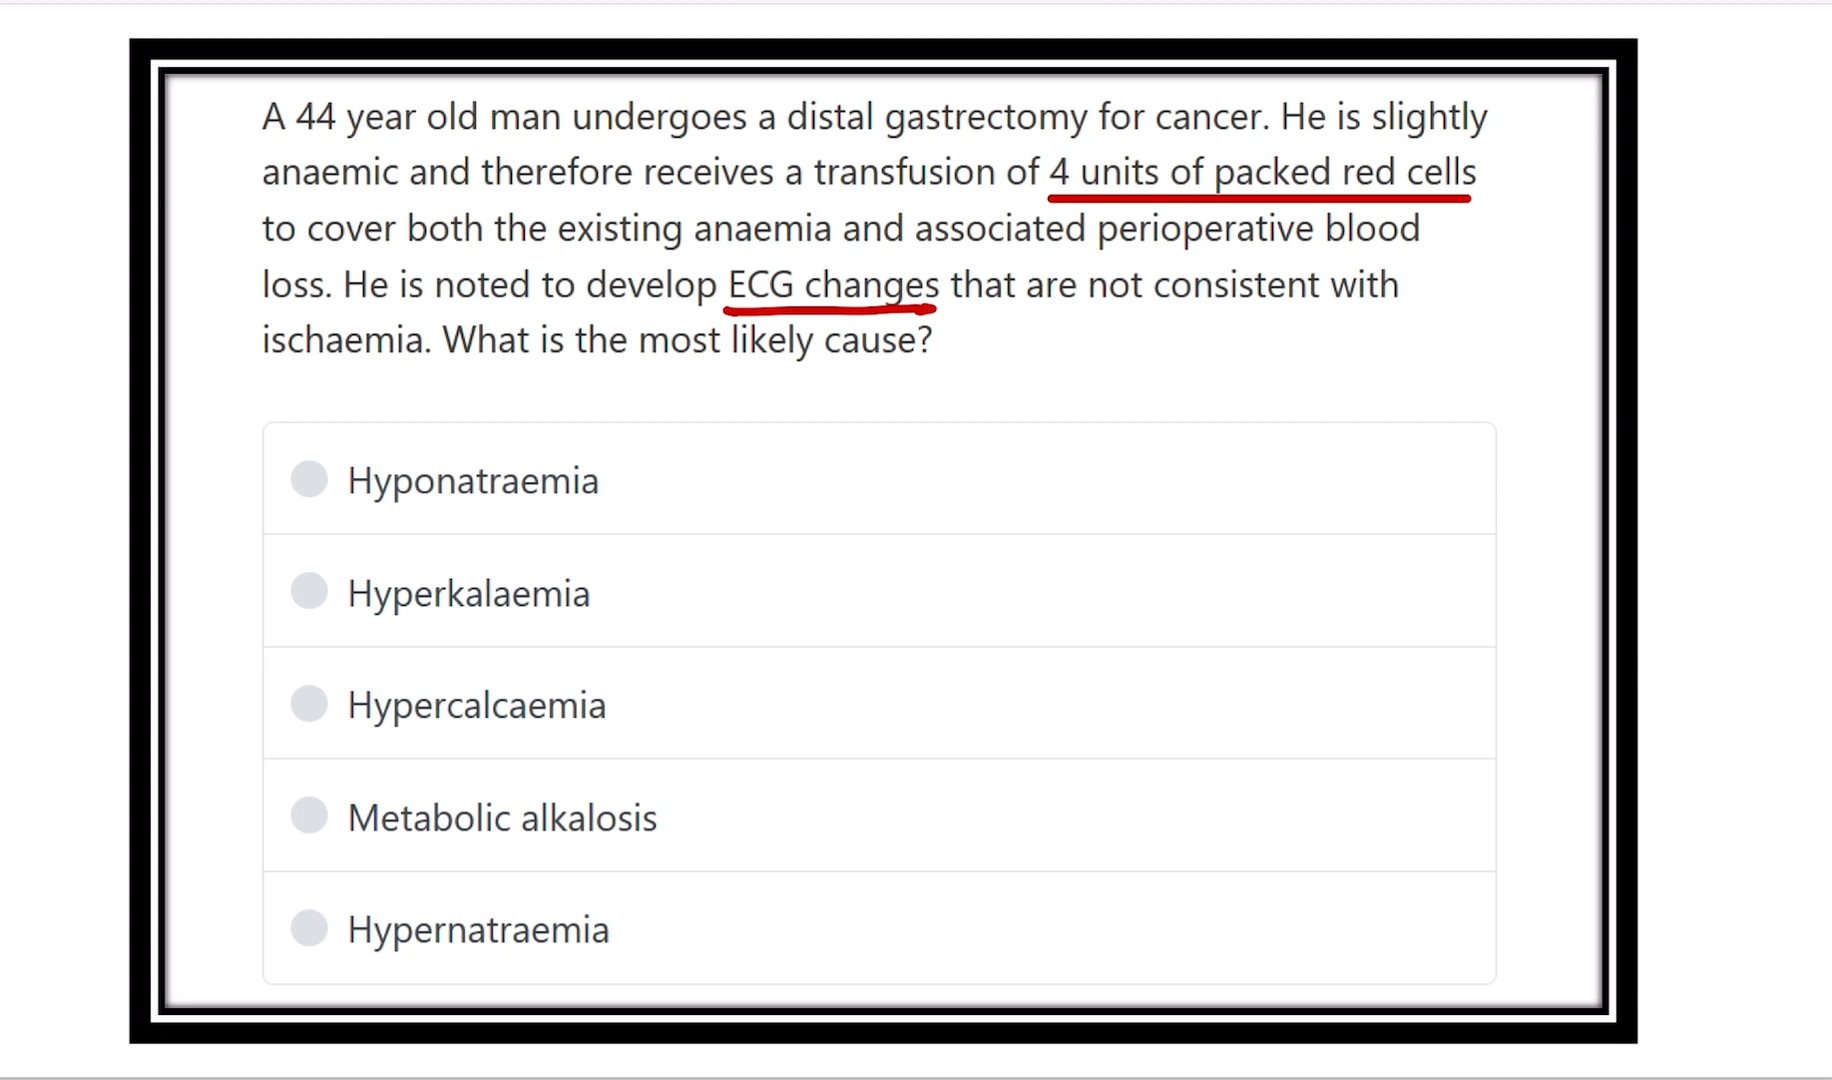 A 44 year old man undergoes a distal gastrectomy for cancer. He is slightly
anaemic and therefore receives a transfusion of 4 units of packed red cells
to cover both the existing anaemia and associated perioperative blood
loss. He is noted to develop ECG changes that are not consistent with
ischaemia. What is the most likely cause?
Hyponatraemia
Hyperkalaemia
Hypercalcaemia
Metabolic alkalosis
Hypernatraemia